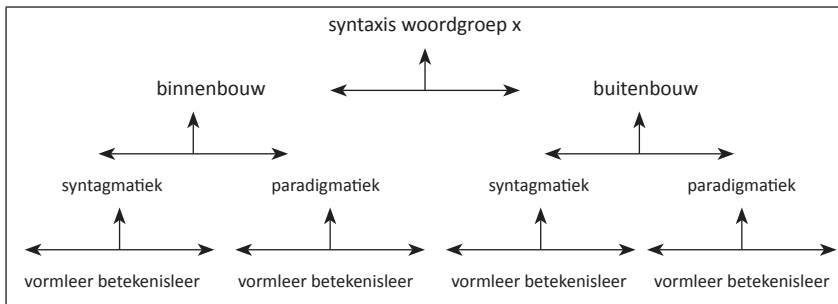 syntaxis woordgroep x
binnenbouw buitenbouw
syntagmatiek paradigmatiek syntagmatiek paradigmatiek
vormleer betekenisleer vormleer betekenisleer vormleer betekenisleer vormleer betekenisleer